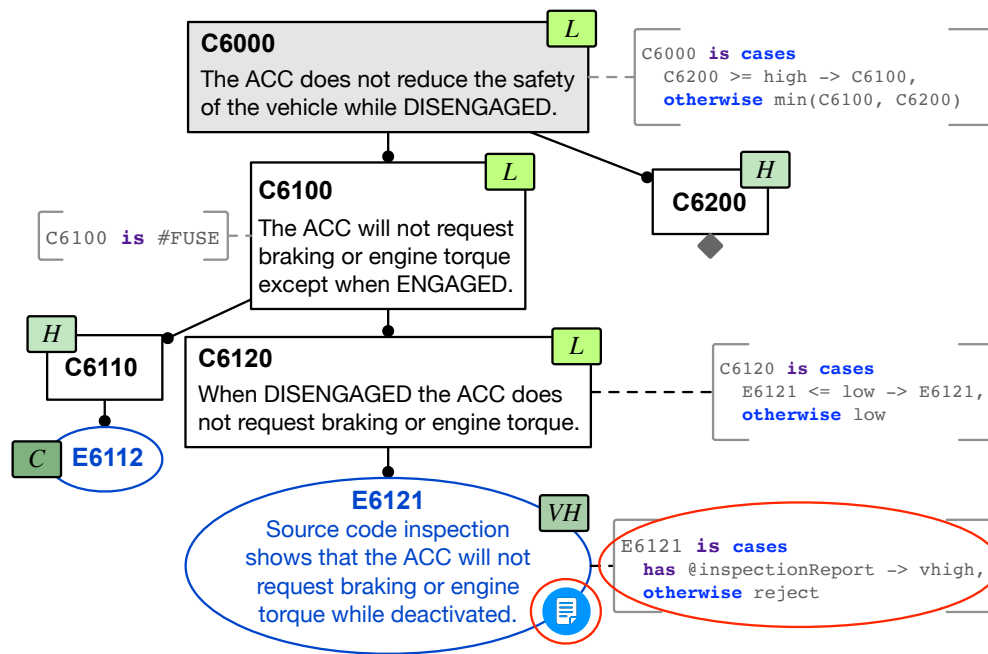 L
C6000
The ACC does not reduce the safety
of the vehicle while DISENGAGED.
C6000 is cases
C6200 >= high -> C6100,
otherwise min(C6100, C6200)
L
C6100
The ACC will not request
braking or engine torque
except when ENGAGED.
H
C6200
C6100 is #FUSE
H
C6110
L
C6120
When DISENGAGED the ACC does
not request braking or engine torque.
C6120 is cases
E6121 <= low -> E6121,
otherwise low
C
E6112
VH
E6121
Source code inspection
shows that the ACC will not
request braking or engine
torque while deactivated.
E6121 is cases
has @inspectionReport -> vhigh,
otherwise reject